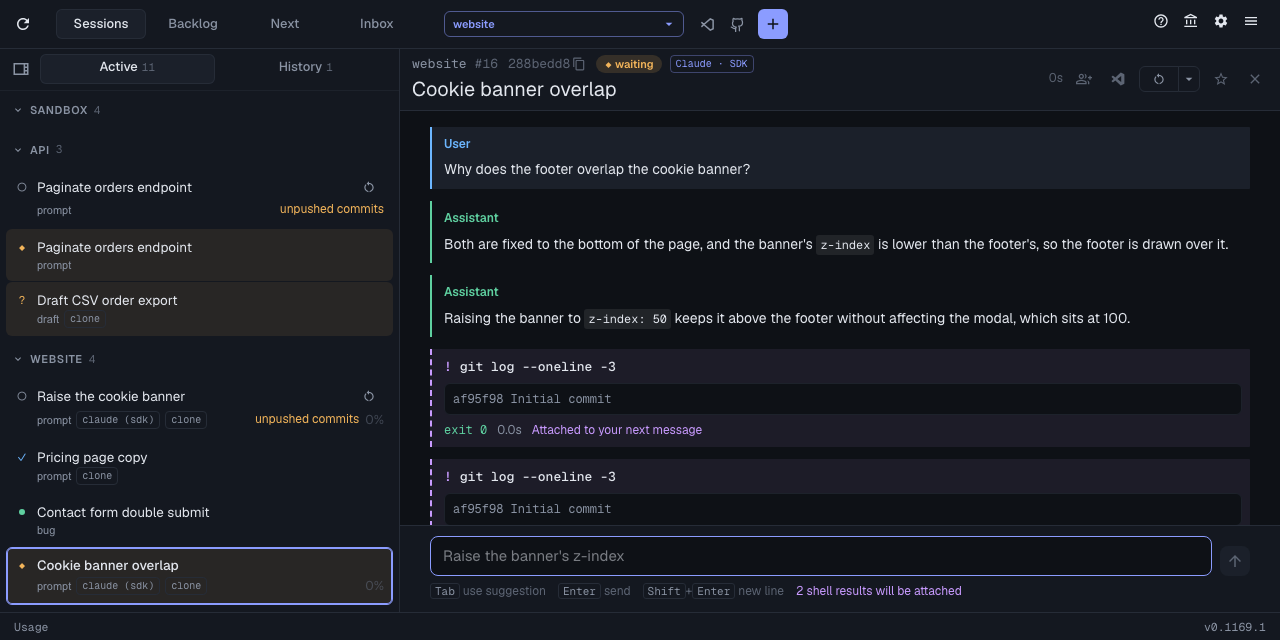 Sessions
Backlog
Next
Inbox
website
Active 11
History 1
SANDBOX 4
API 3
Paginate orders endpoint
prompt
unpushed commits
Paginate orders endpoint
prompt
? Draft CSV order export
draft clone
WEBSITE 4
Raise the cookie banner
prompt claude (sdk) clone unpushed commits 0%
Pricing page copy
prompt clone
Contact form double submit
bug
Cookie banner overlap
prompt claude (sdk) clone 0%
website #16 288bedd8 waiting Claude · SDK
Cookie banner overlap
0s
User
Why does the footer overlap the cookie banner?
Assistant
Both are fixed to the bottom of the page, and the banner's z-index is lower than the footer's, so the footer is drawn over it.
Assistant
Raising the banner to z-index: 50 keeps it above the footer without affecting the modal, which sits at 100.
! git log --oneline -3
af95f98 Initial commit
exit 0 0.0s Attached to your next message
! git log --oneline -3
af95f98 Initial commit
Raise the banner's z-index
Tab use suggestion Enter send Shift+Enter new line 2 shell results will be attached
Usage
v0.1169.1